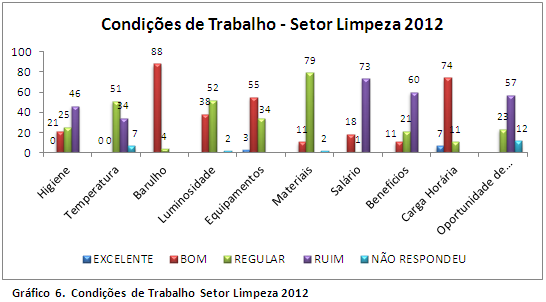 Condições de Trabalho - Setor Limpeza 2012
100
80
60
40
20
0
0 21 25 46
0 0 51 34 7
88 4
38 52 2
3 55 34
11 79 2
18 1 73
11 21 60
7 74 11
23 57 12
Higiene
Temperatura
Barulho
Luminosidade
Equipamentos
Materiais
Salário
Benefícios
Carga Horária
Oportunidade de...
EXCELENTE BOM REGULAR RUIM NÃO RESPONDEU
Gráfico 6. Condições de Trabalho Setor Limpeza 2012